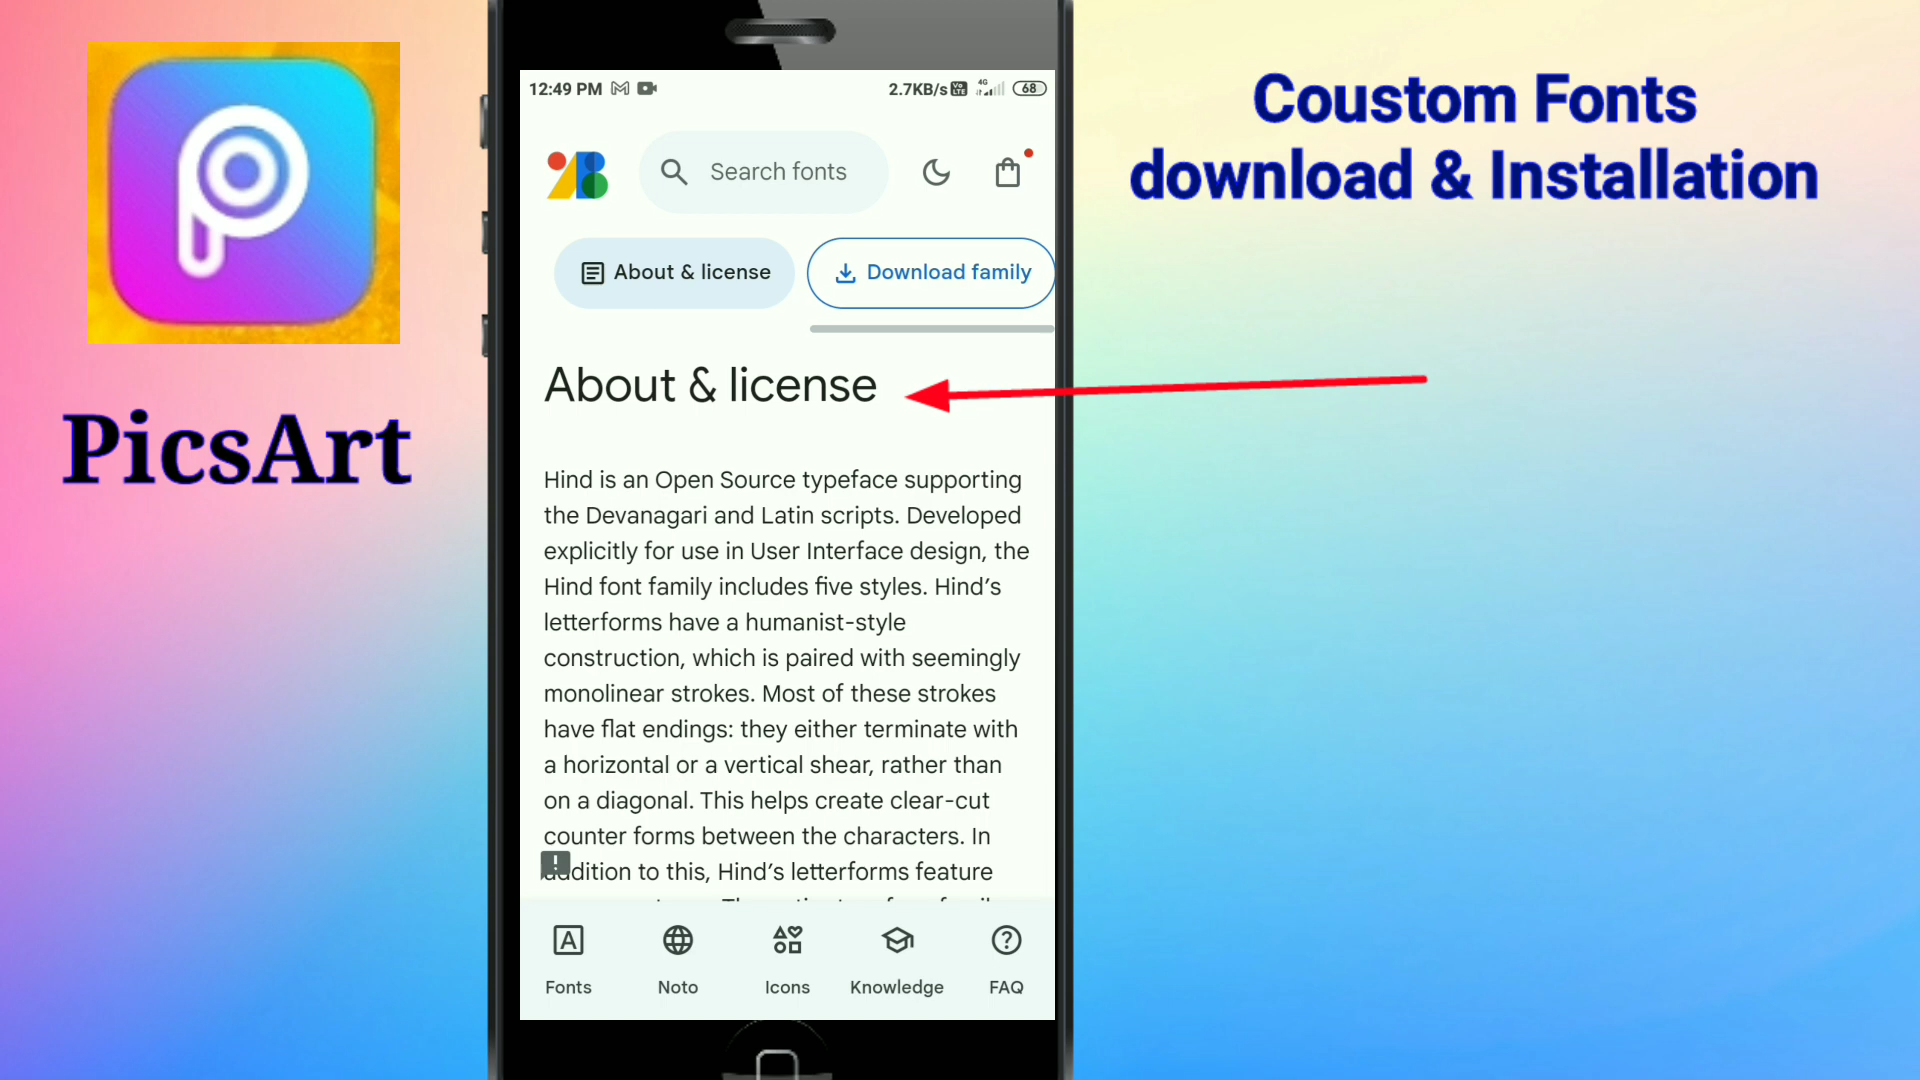 PicsArt
12:49 PM
2.7KB/s
Vo
LTE
4G
68
Search fonts
About & license
Download family
About & license
Hind is an Open Source typeface supporting
the Devanagari and Latin scripts. Developed
explicitly for use in User Interface design, the
Hind font family includes five styles. Hind’s
letterforms have a humanist-style
construction, which is paired with seemingly
monolinear strokes. Most of these strokes
have flat endings: they either terminate with
a horizontal or a vertical shear, rather than
on a diagonal. This helps create clear-cut
counter forms between the characters. In
addition to this, Hind’s letterforms feature
Fonts
Noto
Icons
Knowledge
FAQ
Coustom Fonts
download & Installation